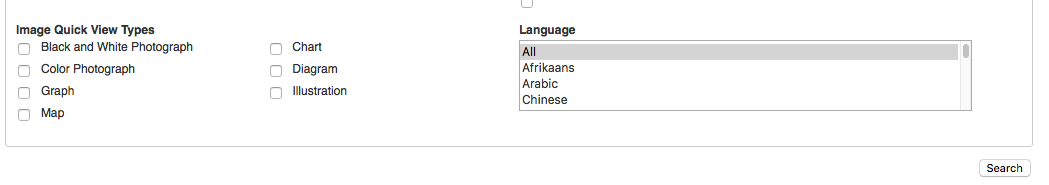 Image Quick View Types
Black and White Photograph
Chart
Color Photograph
Diagram
Graph
Illustration
Map
Language
All
Afrikaans
Arabic
Chinese
Search